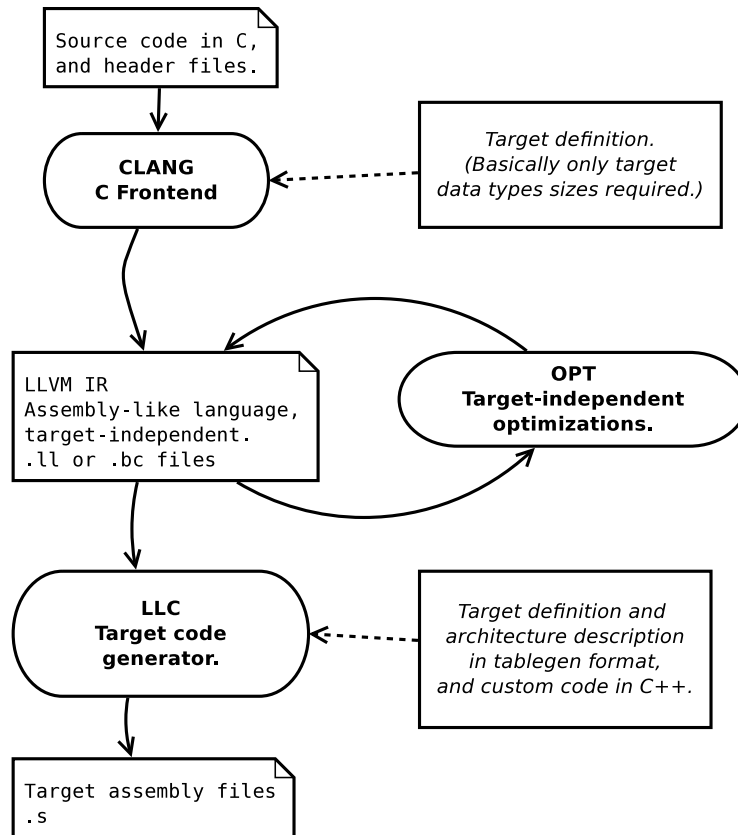 Source code in C,
and header files.
CLANG
C Frontend
Target definition.
(Basically only target
data types sizes required.)
LLVM IR
Assembly-like language,
target-independent.
.ll or .bc files
OPT
Target-independent
optimizations.
LLC
Target code
generator.
Target definition and
architecture description
in tablegen format,
and custom code in C++.
Target assembly files
.s